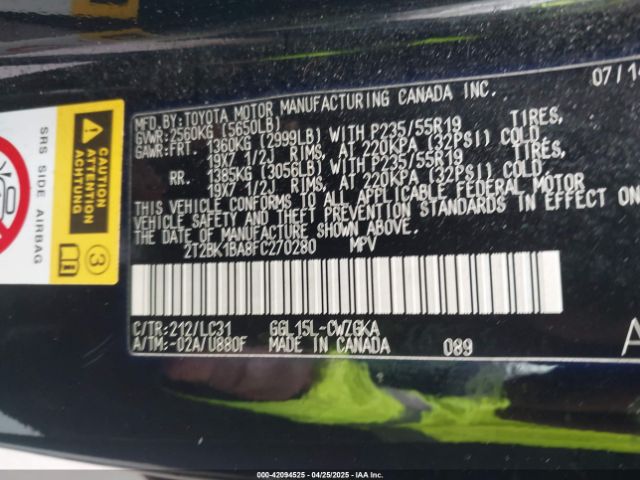 07/14
MFD.BY:TOYOTA MOTOR MANUFACTURING CANADA INC.
GVWR:2560KG (5650LB)
GAWR:FRT. 1360KG (2999LB) WITH P235/55R19 TIRES,
19X7 1/2J RIMS, AT 220KPA (32PSI) COLD
RR. 1385KG (3056LB) WITH P235/55R19 TIRES,
19X7 1/2J RIMS, AT 220KPA (32PSI) COLD.
THIS VEHICLE CONFORMS TO ALL APPLICABLE FEDERAL MOTOR
VEHICLE SAFETY AND THEFT PREVENTION STANDARDS IN EFFECT ON
THE DATE OF MANUFACTURE SHOWN ABOVE.
2T2BK1BA8FC270280 MPV
C/TR:212/LC31 GGL15L-CWZGKA
A/TM:-02A/U880F MADE IN CANADA 089
A
SRS SIDE AIRBAG
ATTENTION
ACHTUNG
3
000-42094525 - 04/25/2025 - IAA Inc.